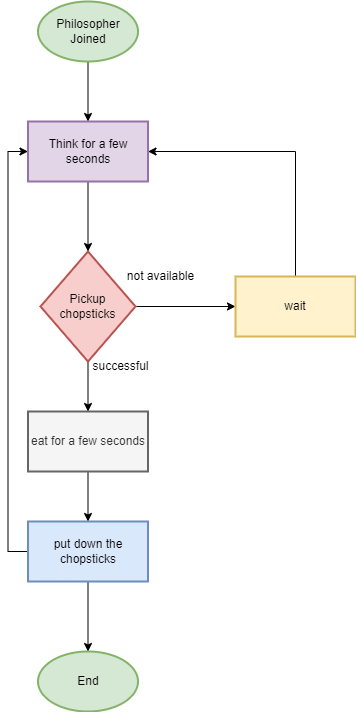 Philosopher
Joined
Think for a few
seconds
not available
Pickup
chopsticks
wait
successful
eat for a few seconds
put down the
chopsticks
End